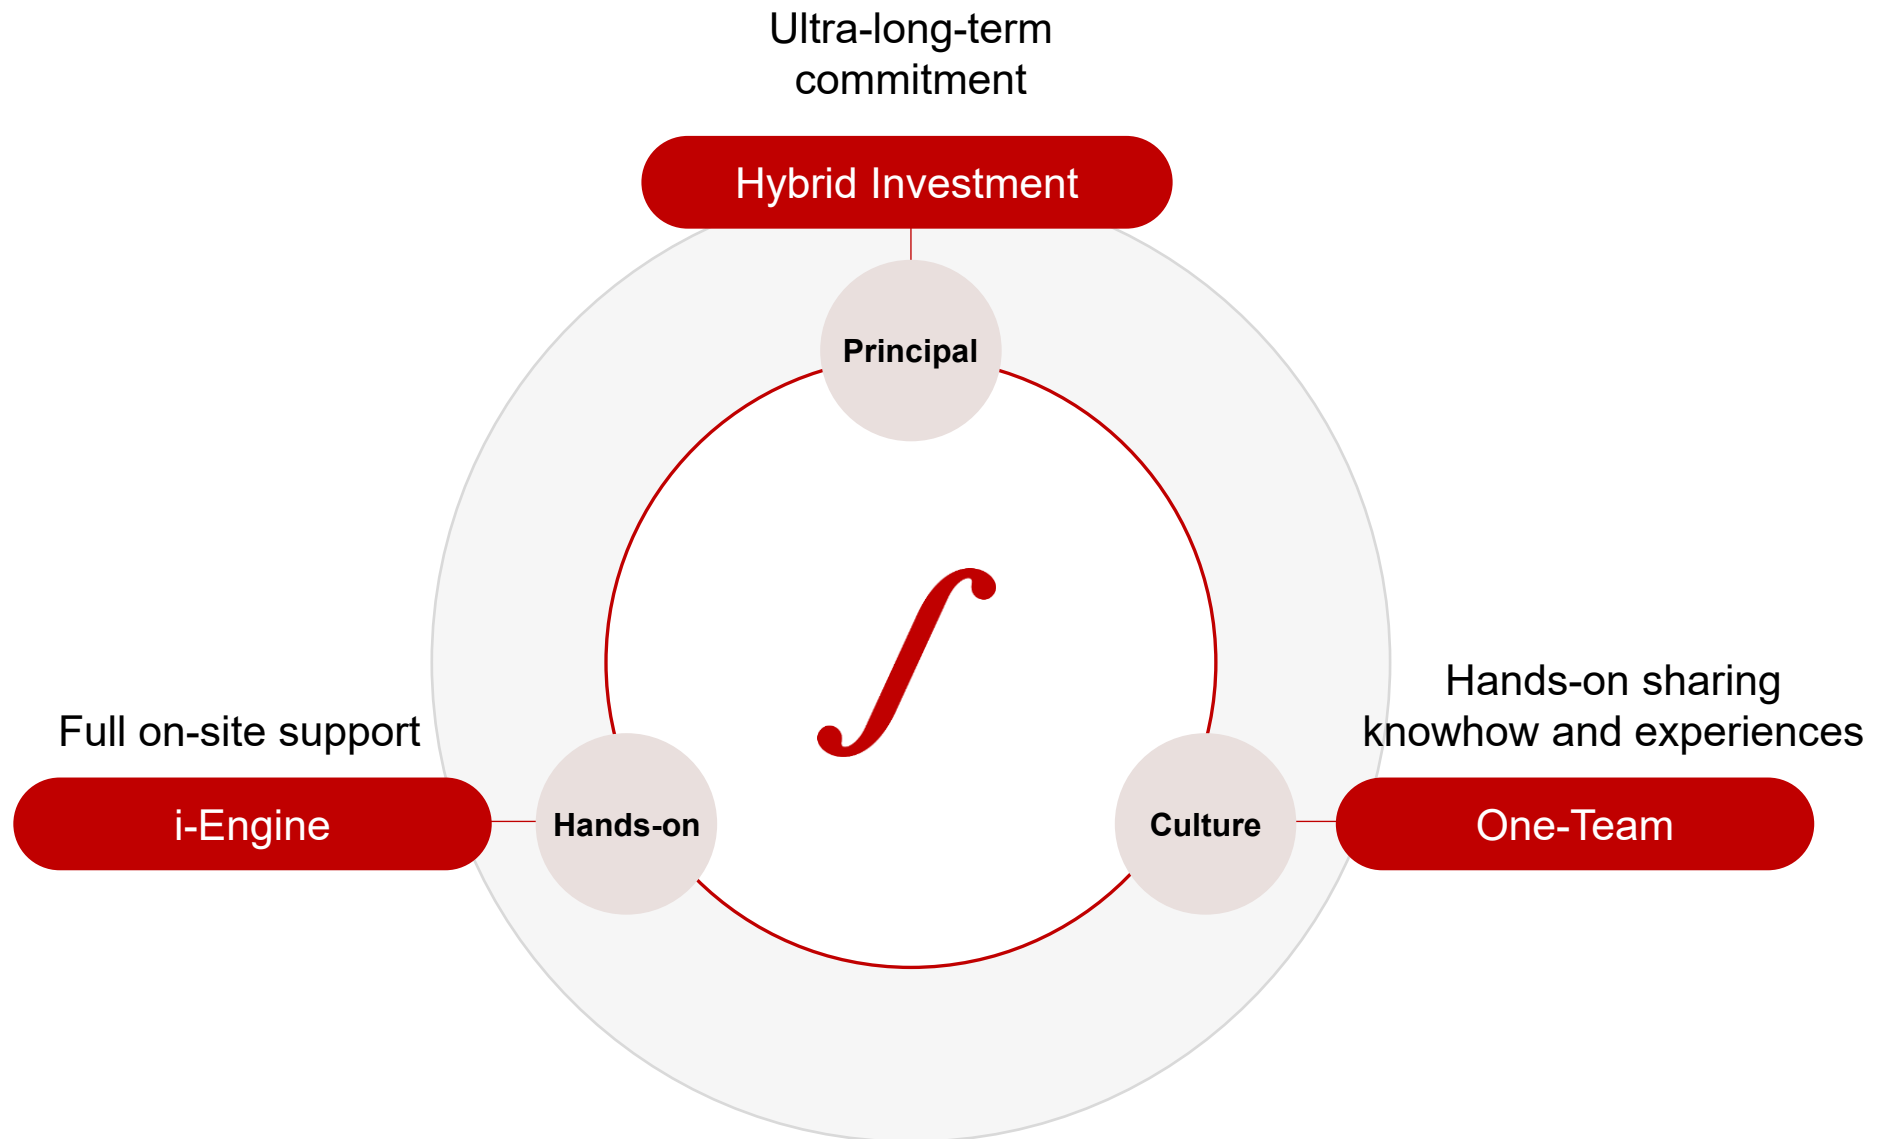 Ultra-long-term
commitment
Hybrid Investment
Principal
Full on-site support
i-Engine
Hands-on
Hands-on sharing
knowhow and experiences
Culture
One-Team